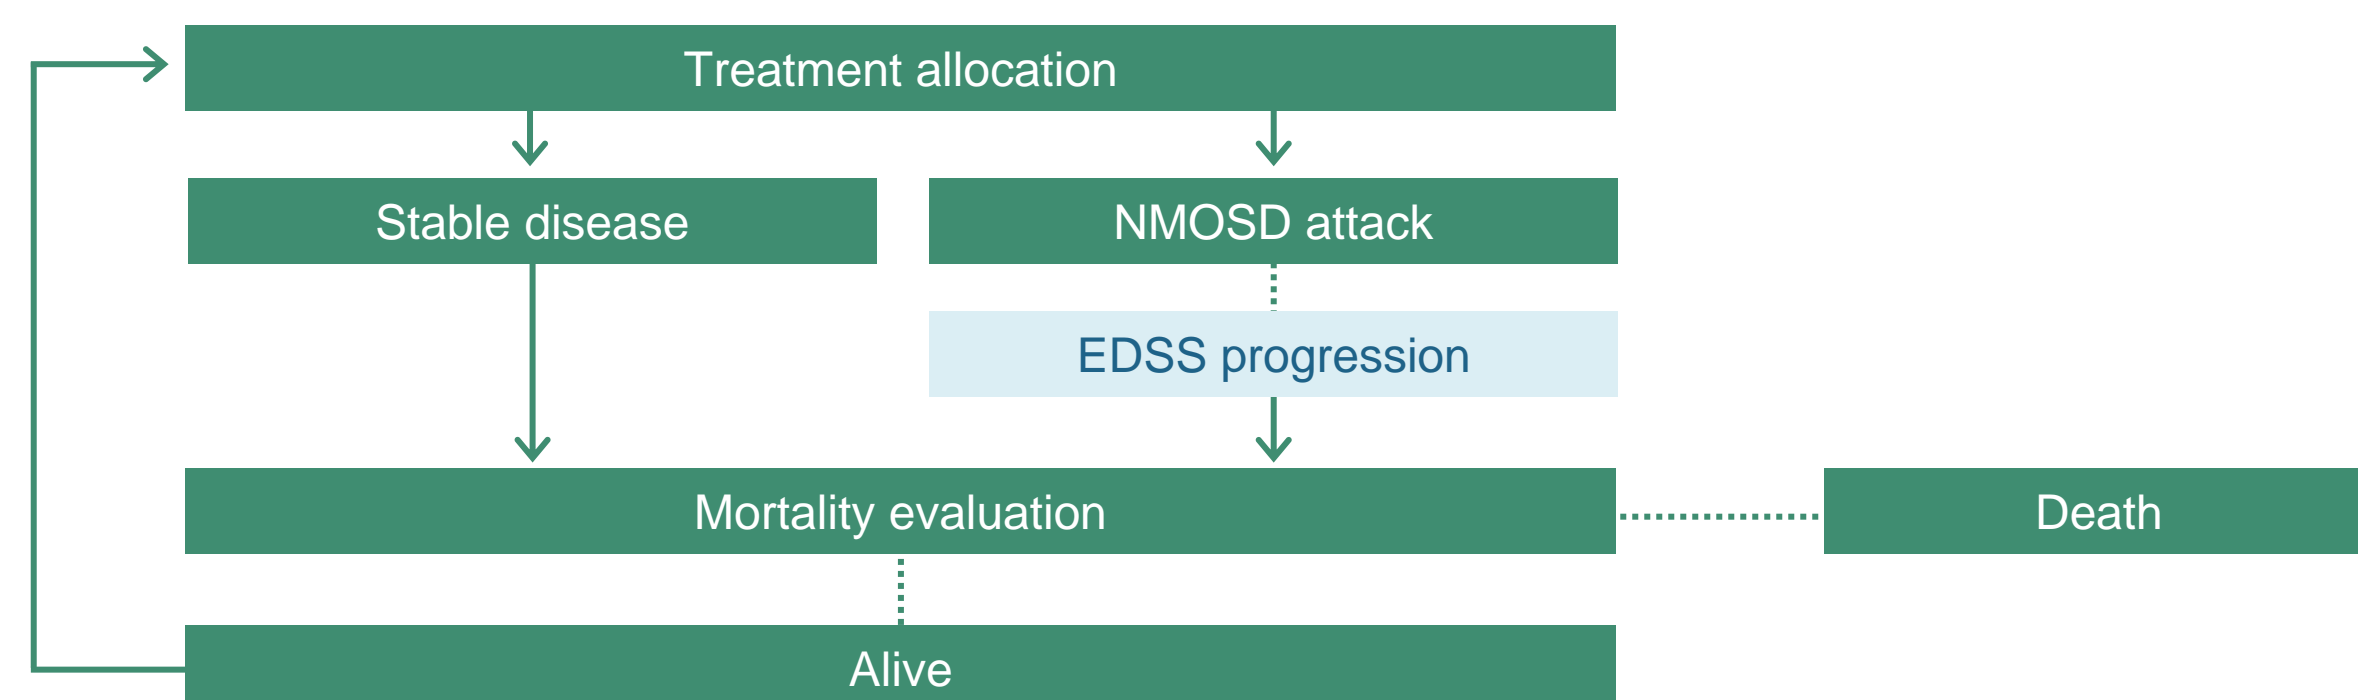 Treatment allocation
Stable disease
NMOSD attack
EDSS progression
Mortality evaluation
Death
Alive